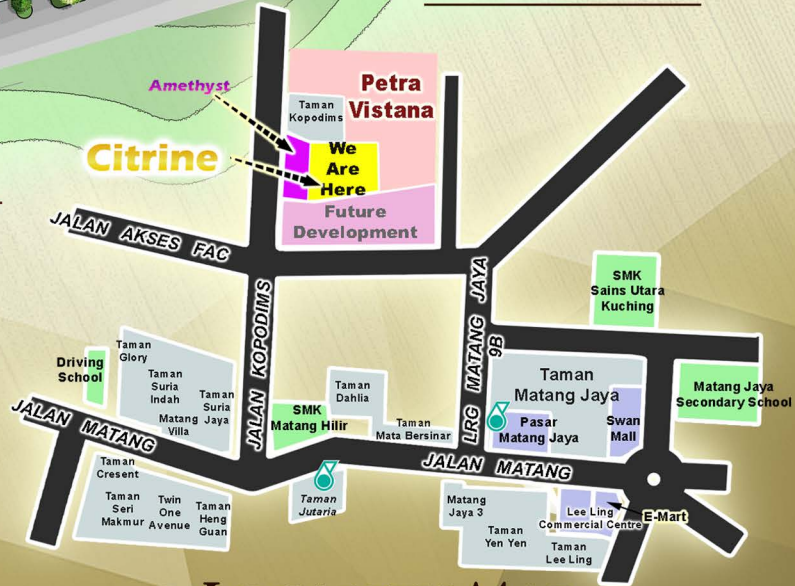 Amethyst
Petra
Vistana
Taman
Kopodims
Citrine
We
Are
Here
Future
Development
JALAN AKSES FAC
JALAN KOPODIMS
LRG MATANG JAYA
9B
SMK
Sains Utara
Kuching
Driving
School
Taman
Glory
Taman
Suria
Indah
Taman
Suria
Jaya
Matang
Villa
SMK
Matang Hilir
Taman
Dahlia
Taman
Mata Bersinar
Taman
Matang Jaya
Pasar
Matang Jaya
Swan
Mall
Matang Jaya
Secondary School
JALAN MATANG
JALAN MATANG
Taman
Cresent
Taman
Seri
Makmur
Twin
One
Avenue
Taman
Heng
Guan
Taman
Jutaria
Matang
Jaya 3
Taman
Yen Yen
Taman
Lee Ling
Lee Ling
Commercial Centre
E-Mart